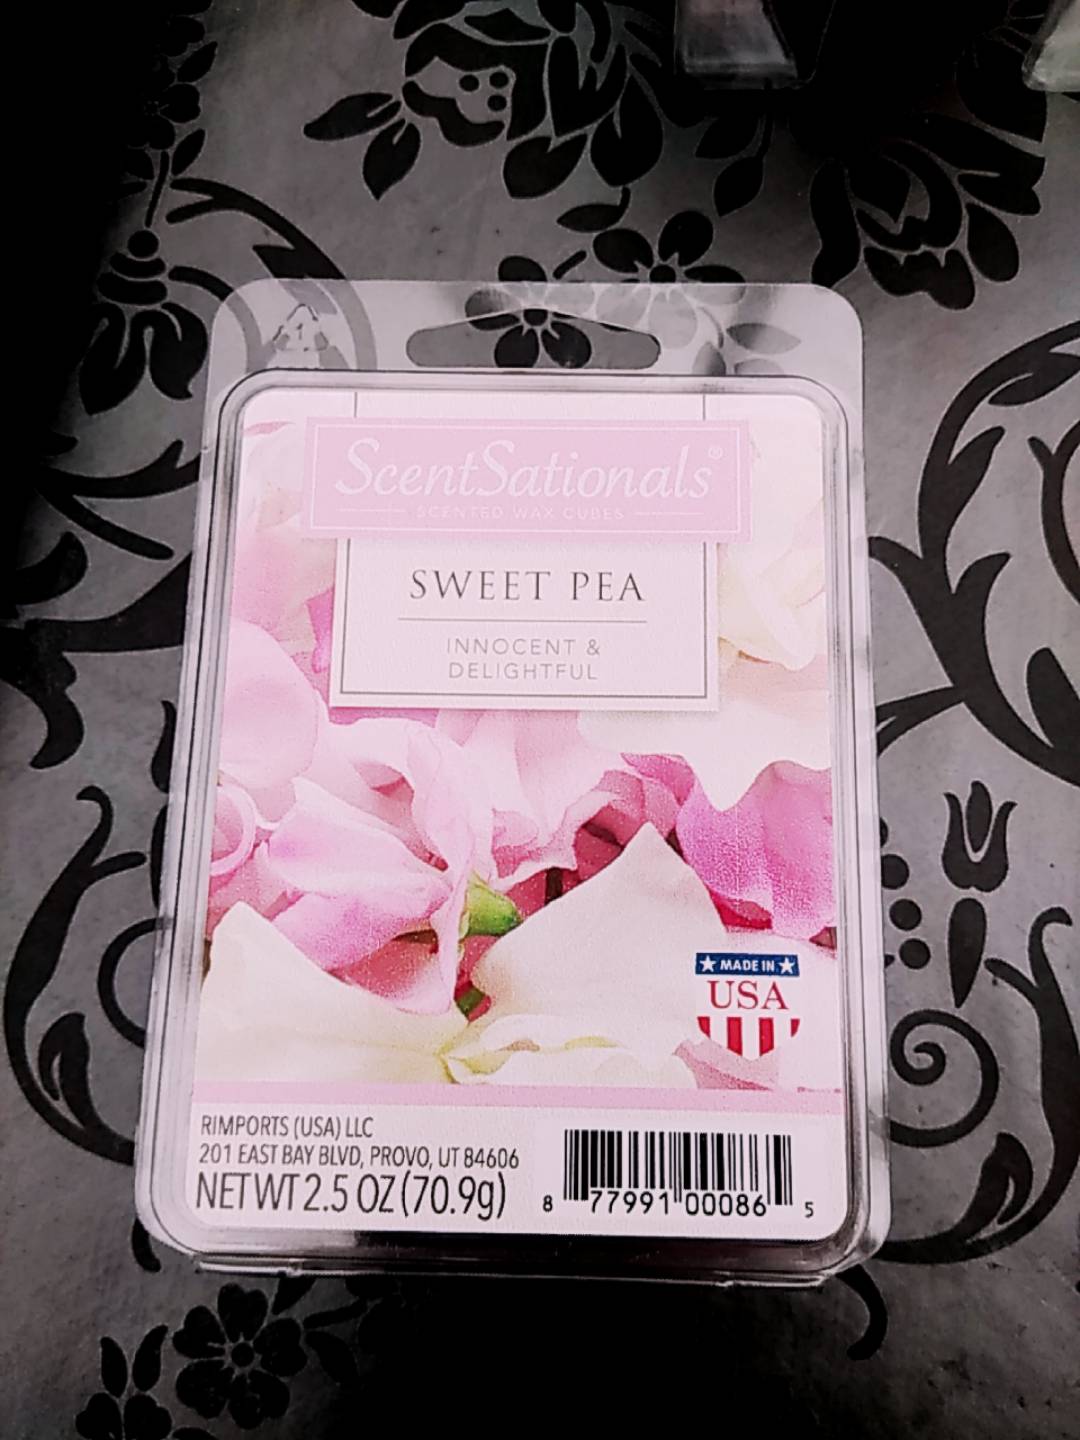 1
ScentSationals®
SCENTED WAX CUBES
SWEET PEA
INNOCENT &
DELIGHTFUL
MADE IN
USA
RIMPORTS (USA) LLC
201 EAST BAY BLVD, PROVO, UT 84606
NET WT 2.5 OZ (70.9g)
8 77991 00086 5